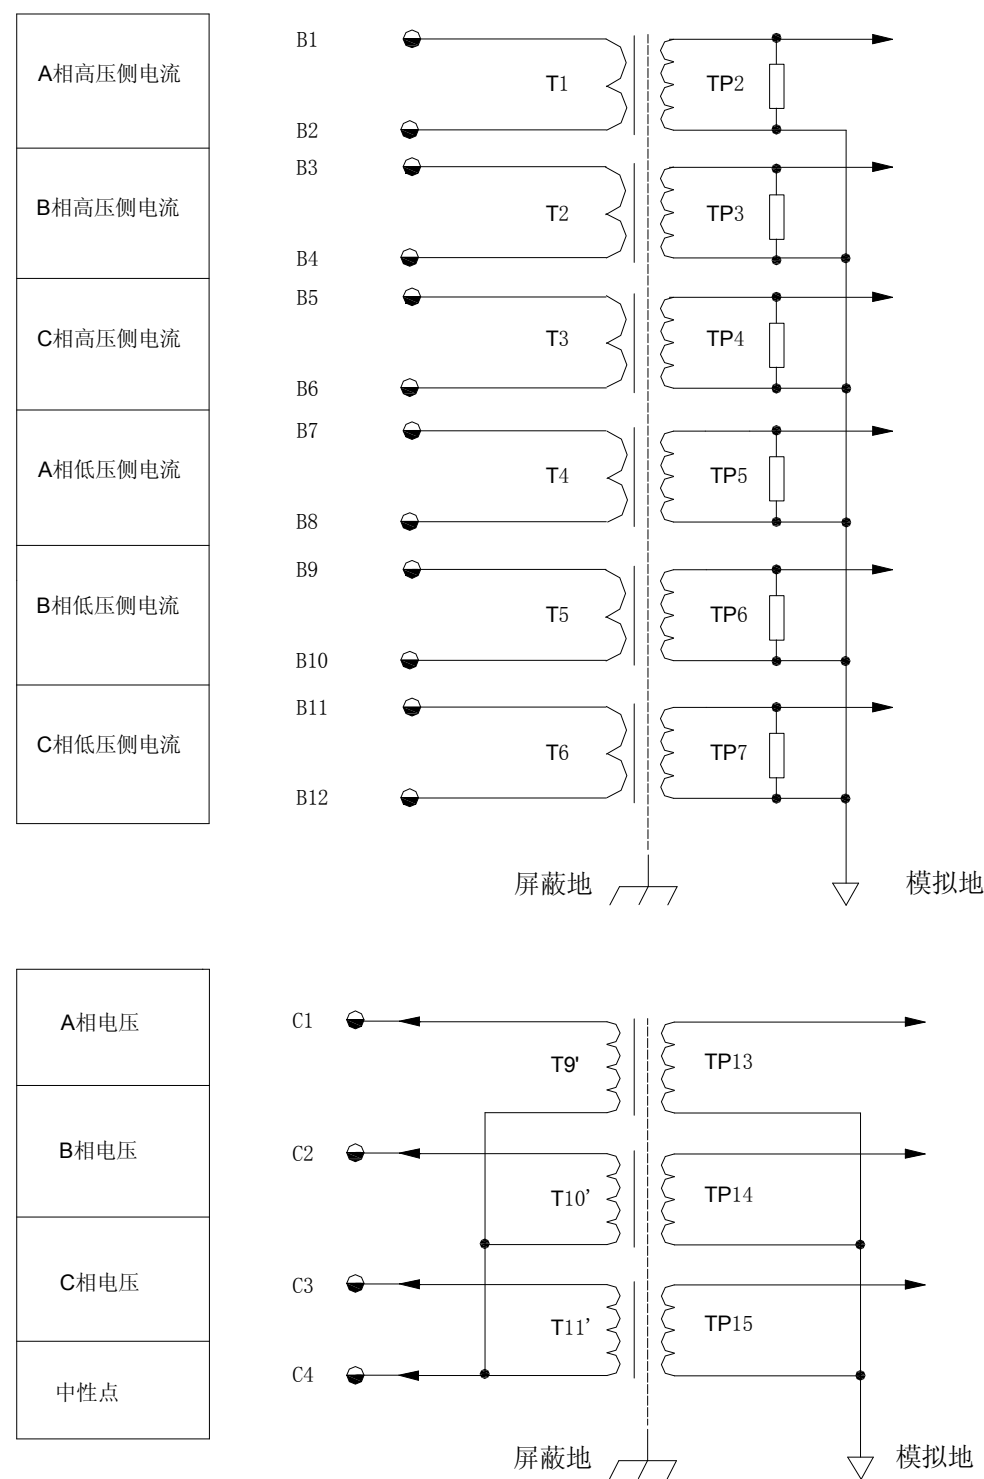 B1
A相高压侧电流
T1 TP2
B2
B3
B相高压侧电流
T2 TP3
B4
B5
C相高压侧电流
T3 TP4
B6
B7
A相低压侧电流
T4 TP5
B8
B9
B相低压侧电流
T5 TP6
B10
B11
C相低压侧电流
T6 TP7
B12
屏蔽地 模拟地
A相电压 C1
T9' TP13
B相电压 C2
T10' TP14
C相电压 C3
T11' TP15
C4
中性点
屏蔽地 模拟地